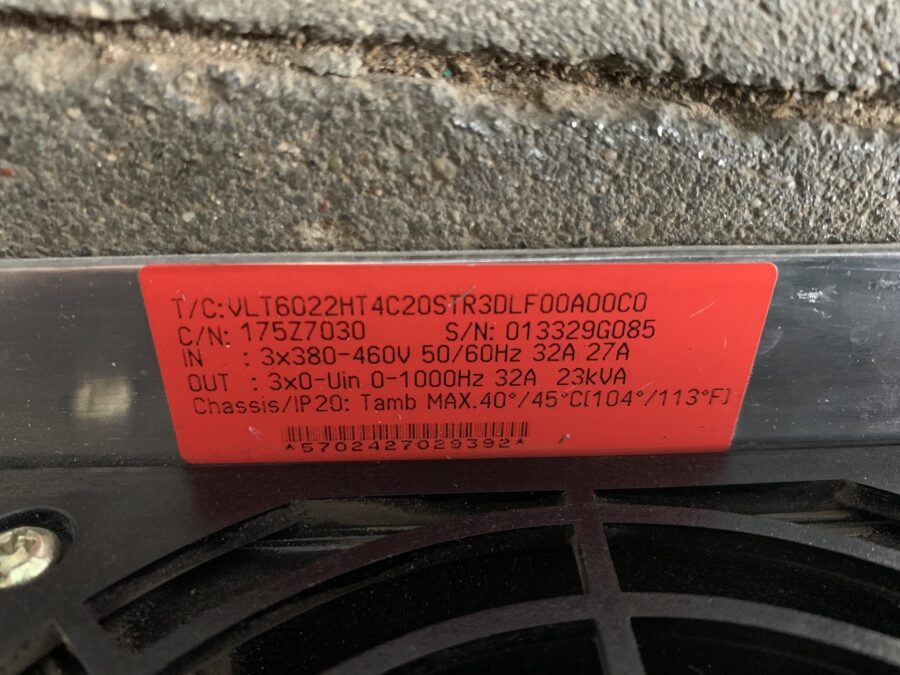 T/C:VLT6022HT4C20STR3DLF00A00C0
C/N: 175Z7030 S/N: 013329G085
IN : 3x380-460V 50/60Hz 32A 27A
OUT : 3x0-Uin 0-1000Hz 32A 23kVA
Chassis/IP20: Tamb MAX.40°/45°C(104°/113°F)
*5702427029392*